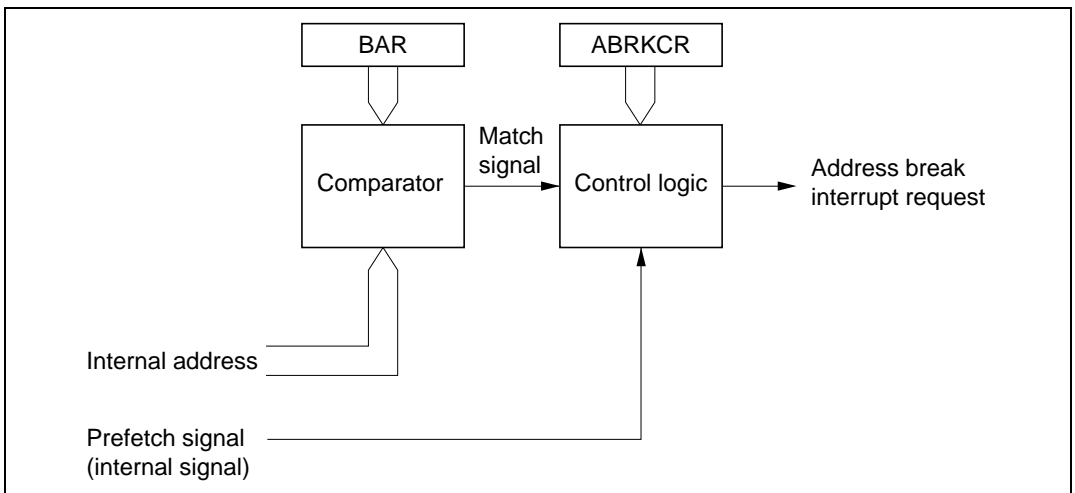 BAR
ABRKCR
Comparator
Match
signal
Control logic
Address break
interrupt request
Internal address
Prefetch signal
(internal signal)